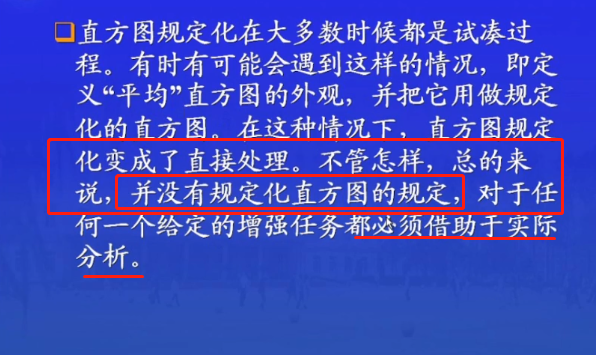 直方图规定化在大多数时候都是试凑过
程。有时有可能会遇到这样的情况，即定
义“平均”直方图的外观，并把它用做规定
化的直方图。在这种情况下，直方图规定
化变成了直接处理。不管怎样，总的来
说，并没有规定化直方图的规定，对于任
何一个给定的增强任务都必须借助于实际
分析。